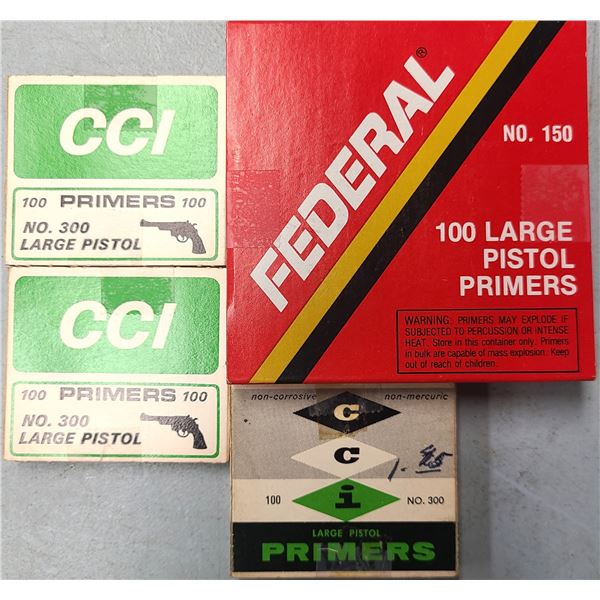 CCI
100 PRIMERS 100
NO. 300
LARGE PISTOL
CCI
100 PRIMERS 100
NO. 300
LARGE PISTOL
FEDERAL®
NO. 150
100 LARGE
PISTOL
PRIMERS
WARNING: PRIMERS MAY EXPLODE IF
SUBJECTED TO PERCUSSION OR INTENSE
HEAT. Store in this container only. Primers
in bulk are capable of mass explosion. Keep
out of reach of children.
non-corrosive non-mercuric
C
C
i
100 NO. 300
LARGE PISTOL
PRIMERS